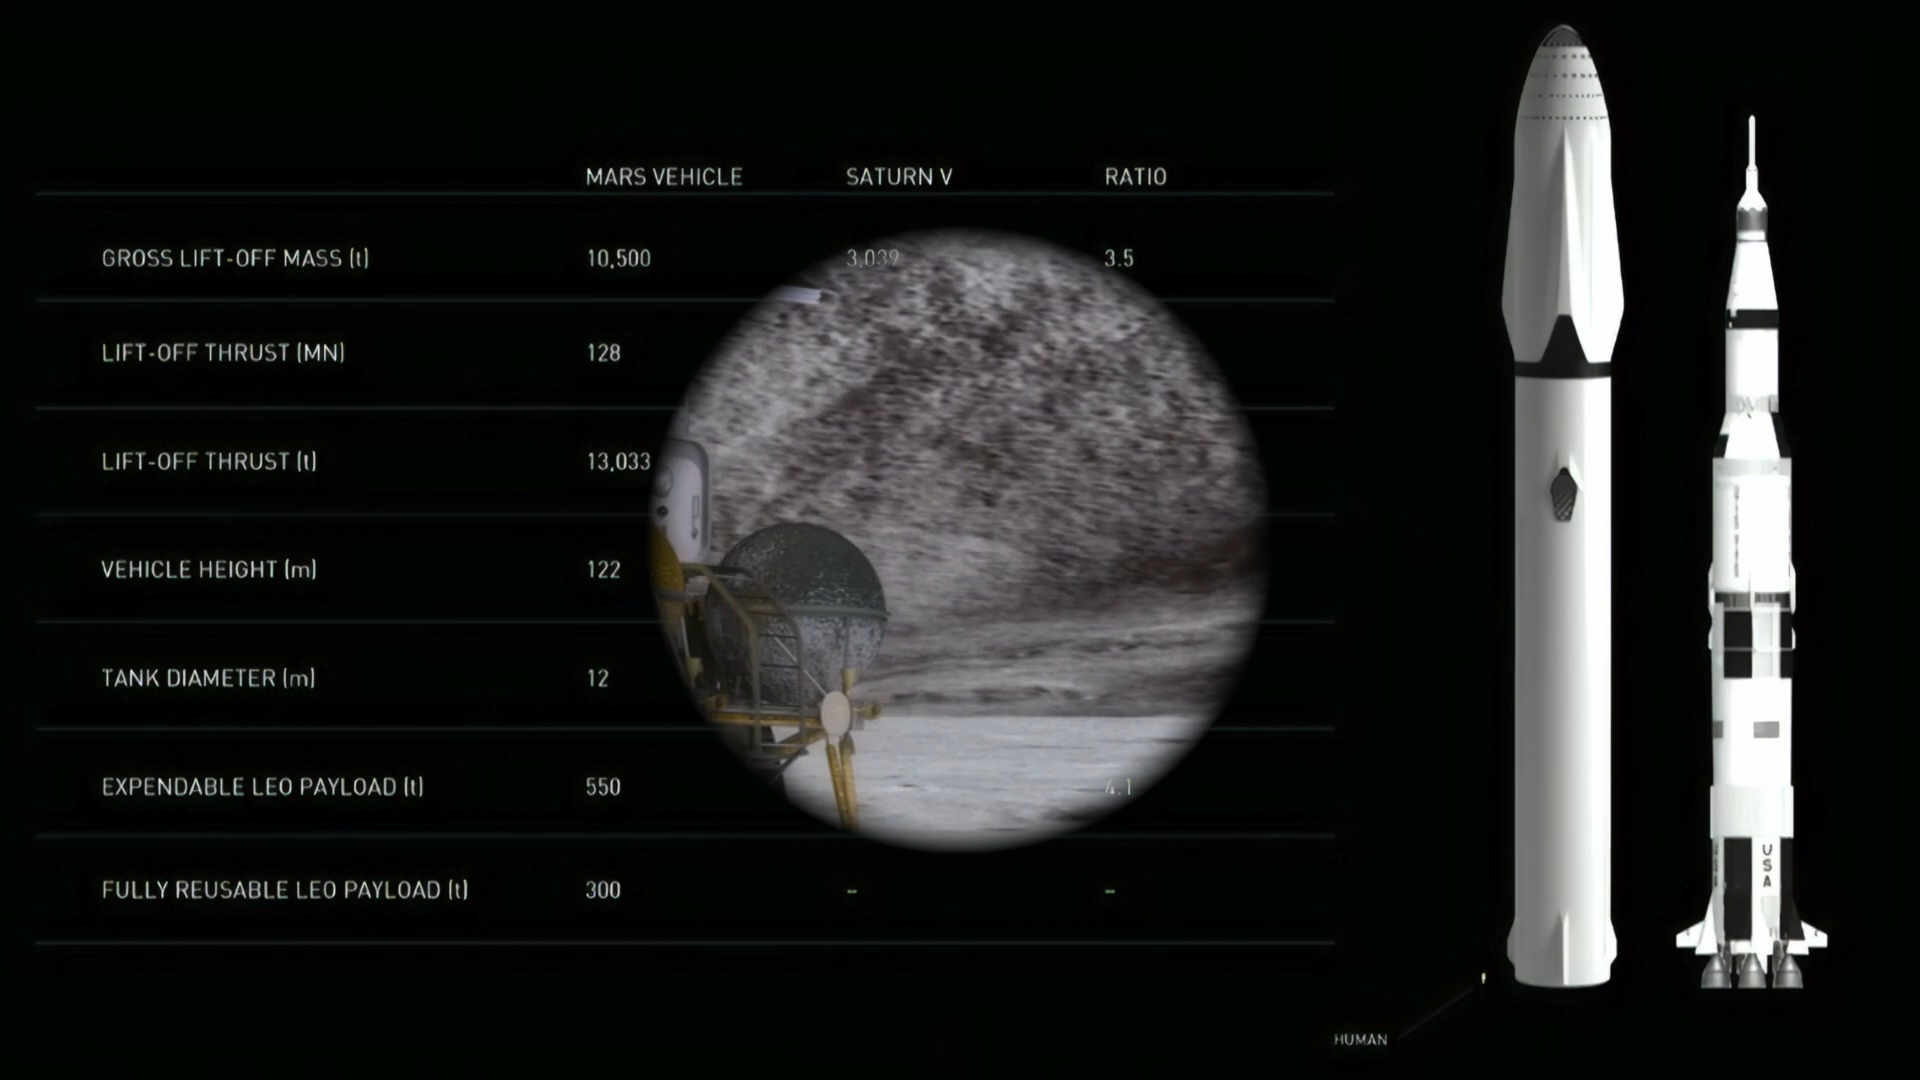 MARS VEHICLE SATURN V RATIO
GROSS LIFT-OFF MASS (t) 10,500 3,039 3.5
LIFT-OFF THRUST (MN) 128
LIFT-OFF THRUST (t) 13,033
VEHICLE HEIGHT (m) 122
TANK DIAMETER (m) 12
EXPENDABLE LEO PAYLOAD (t) 550 4.1
FULLY REUSABLE LEO PAYLOAD (t) 300 – –
USA
HUMAN